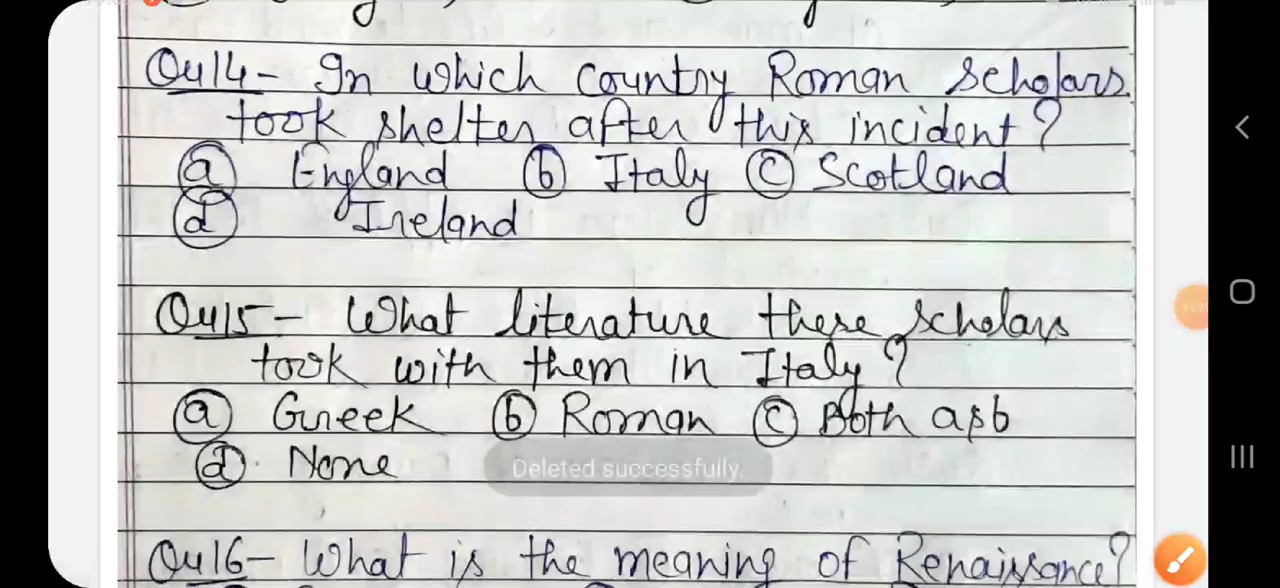 Qu14- In which country Roman scholars
took shelter after this incident?
(a) England (b) Italy (c) Scotland
(d) Ireland
Qu15- What literature these scholars
took with them in Italy?
(a) Greek (b) Roman (c) Both a & b
(d) None
Deleted successfully.
Qu16- What is the meaning of Renaissance?